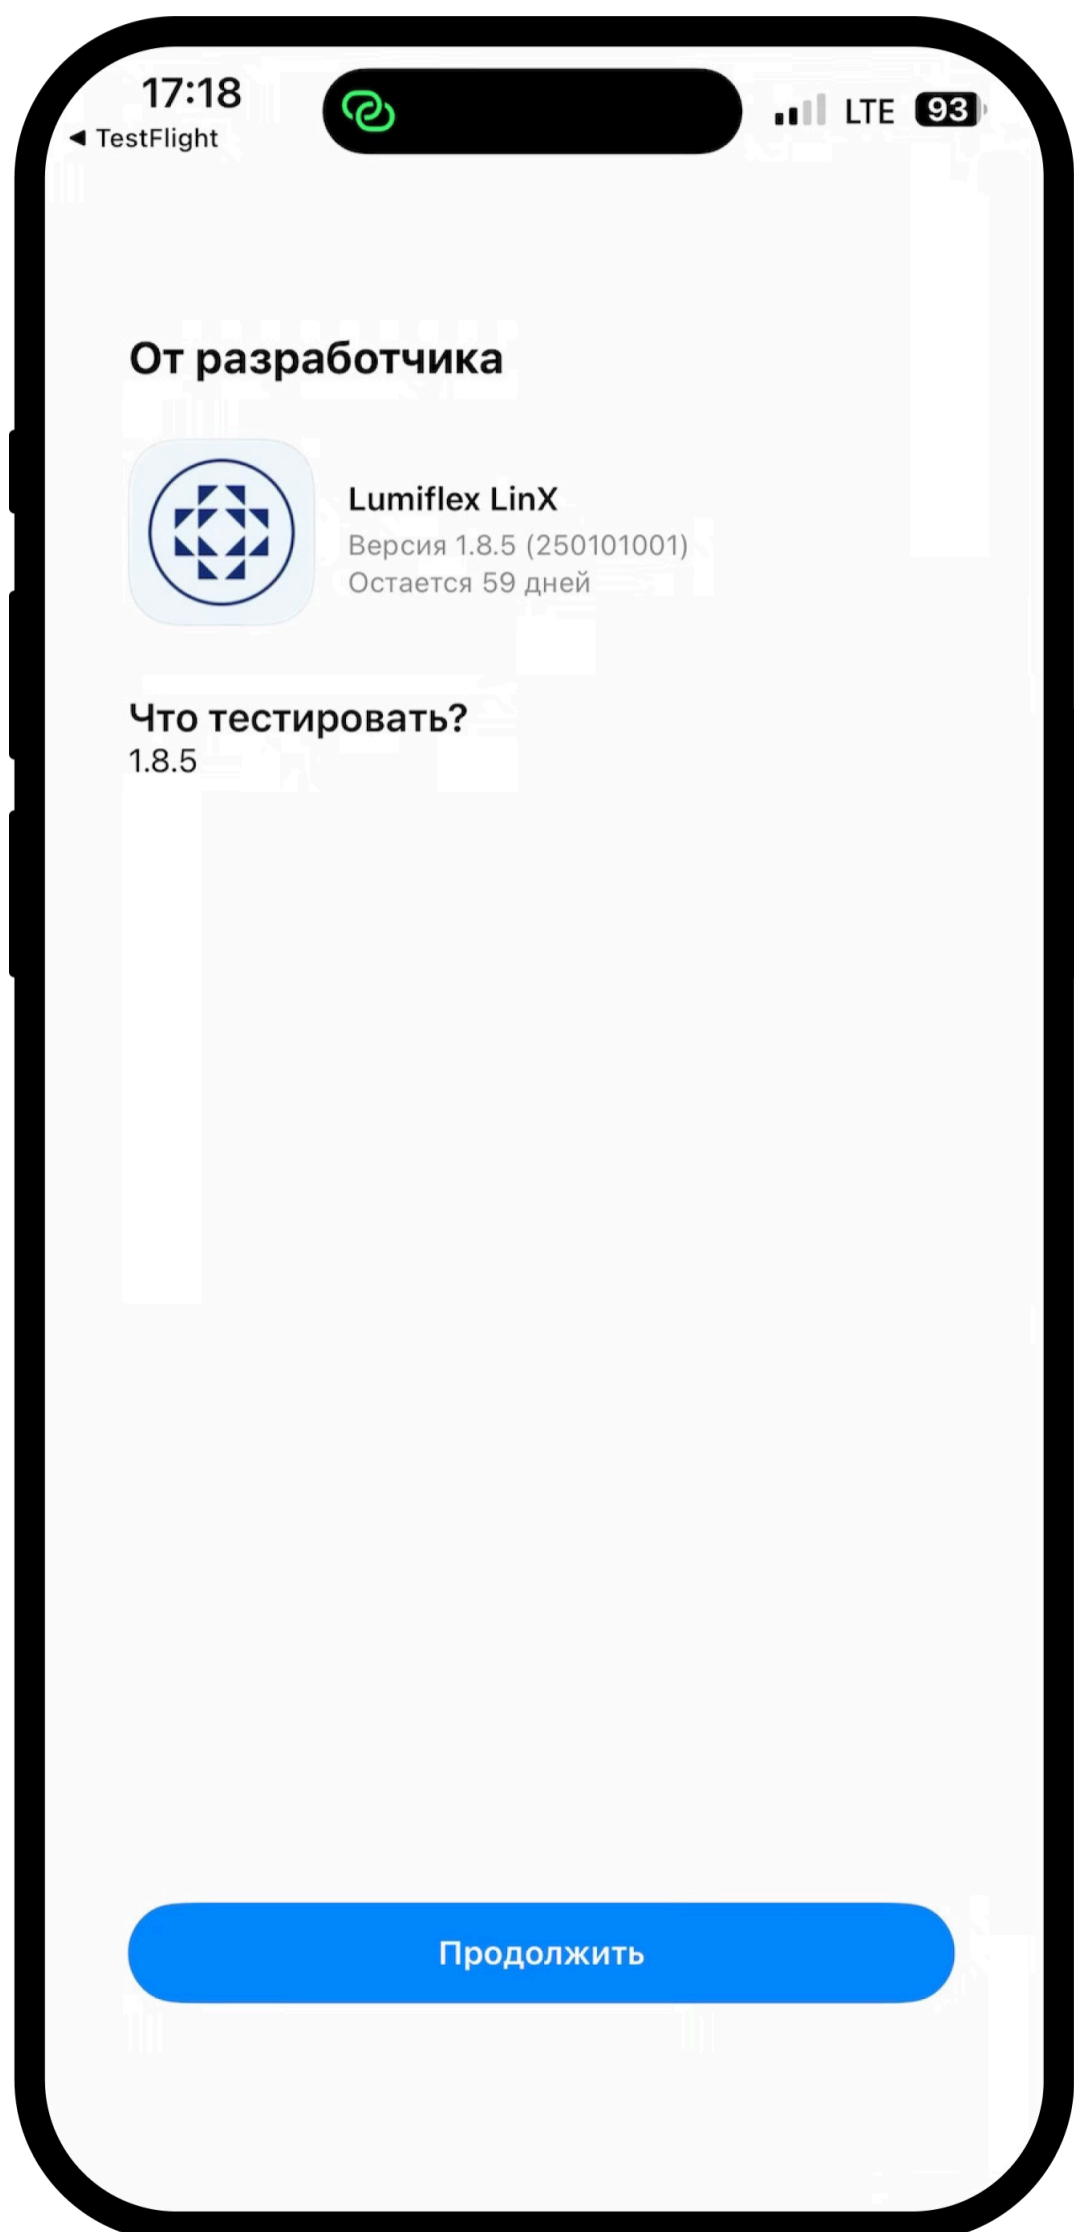 17:18
LTE 93
◀ TestFlight
От разработчика
Lumiflex LinX
Версия 1.8.5 (250101001)
Остается 59 дней
Что тестировать?
1.8.5
Продолжить